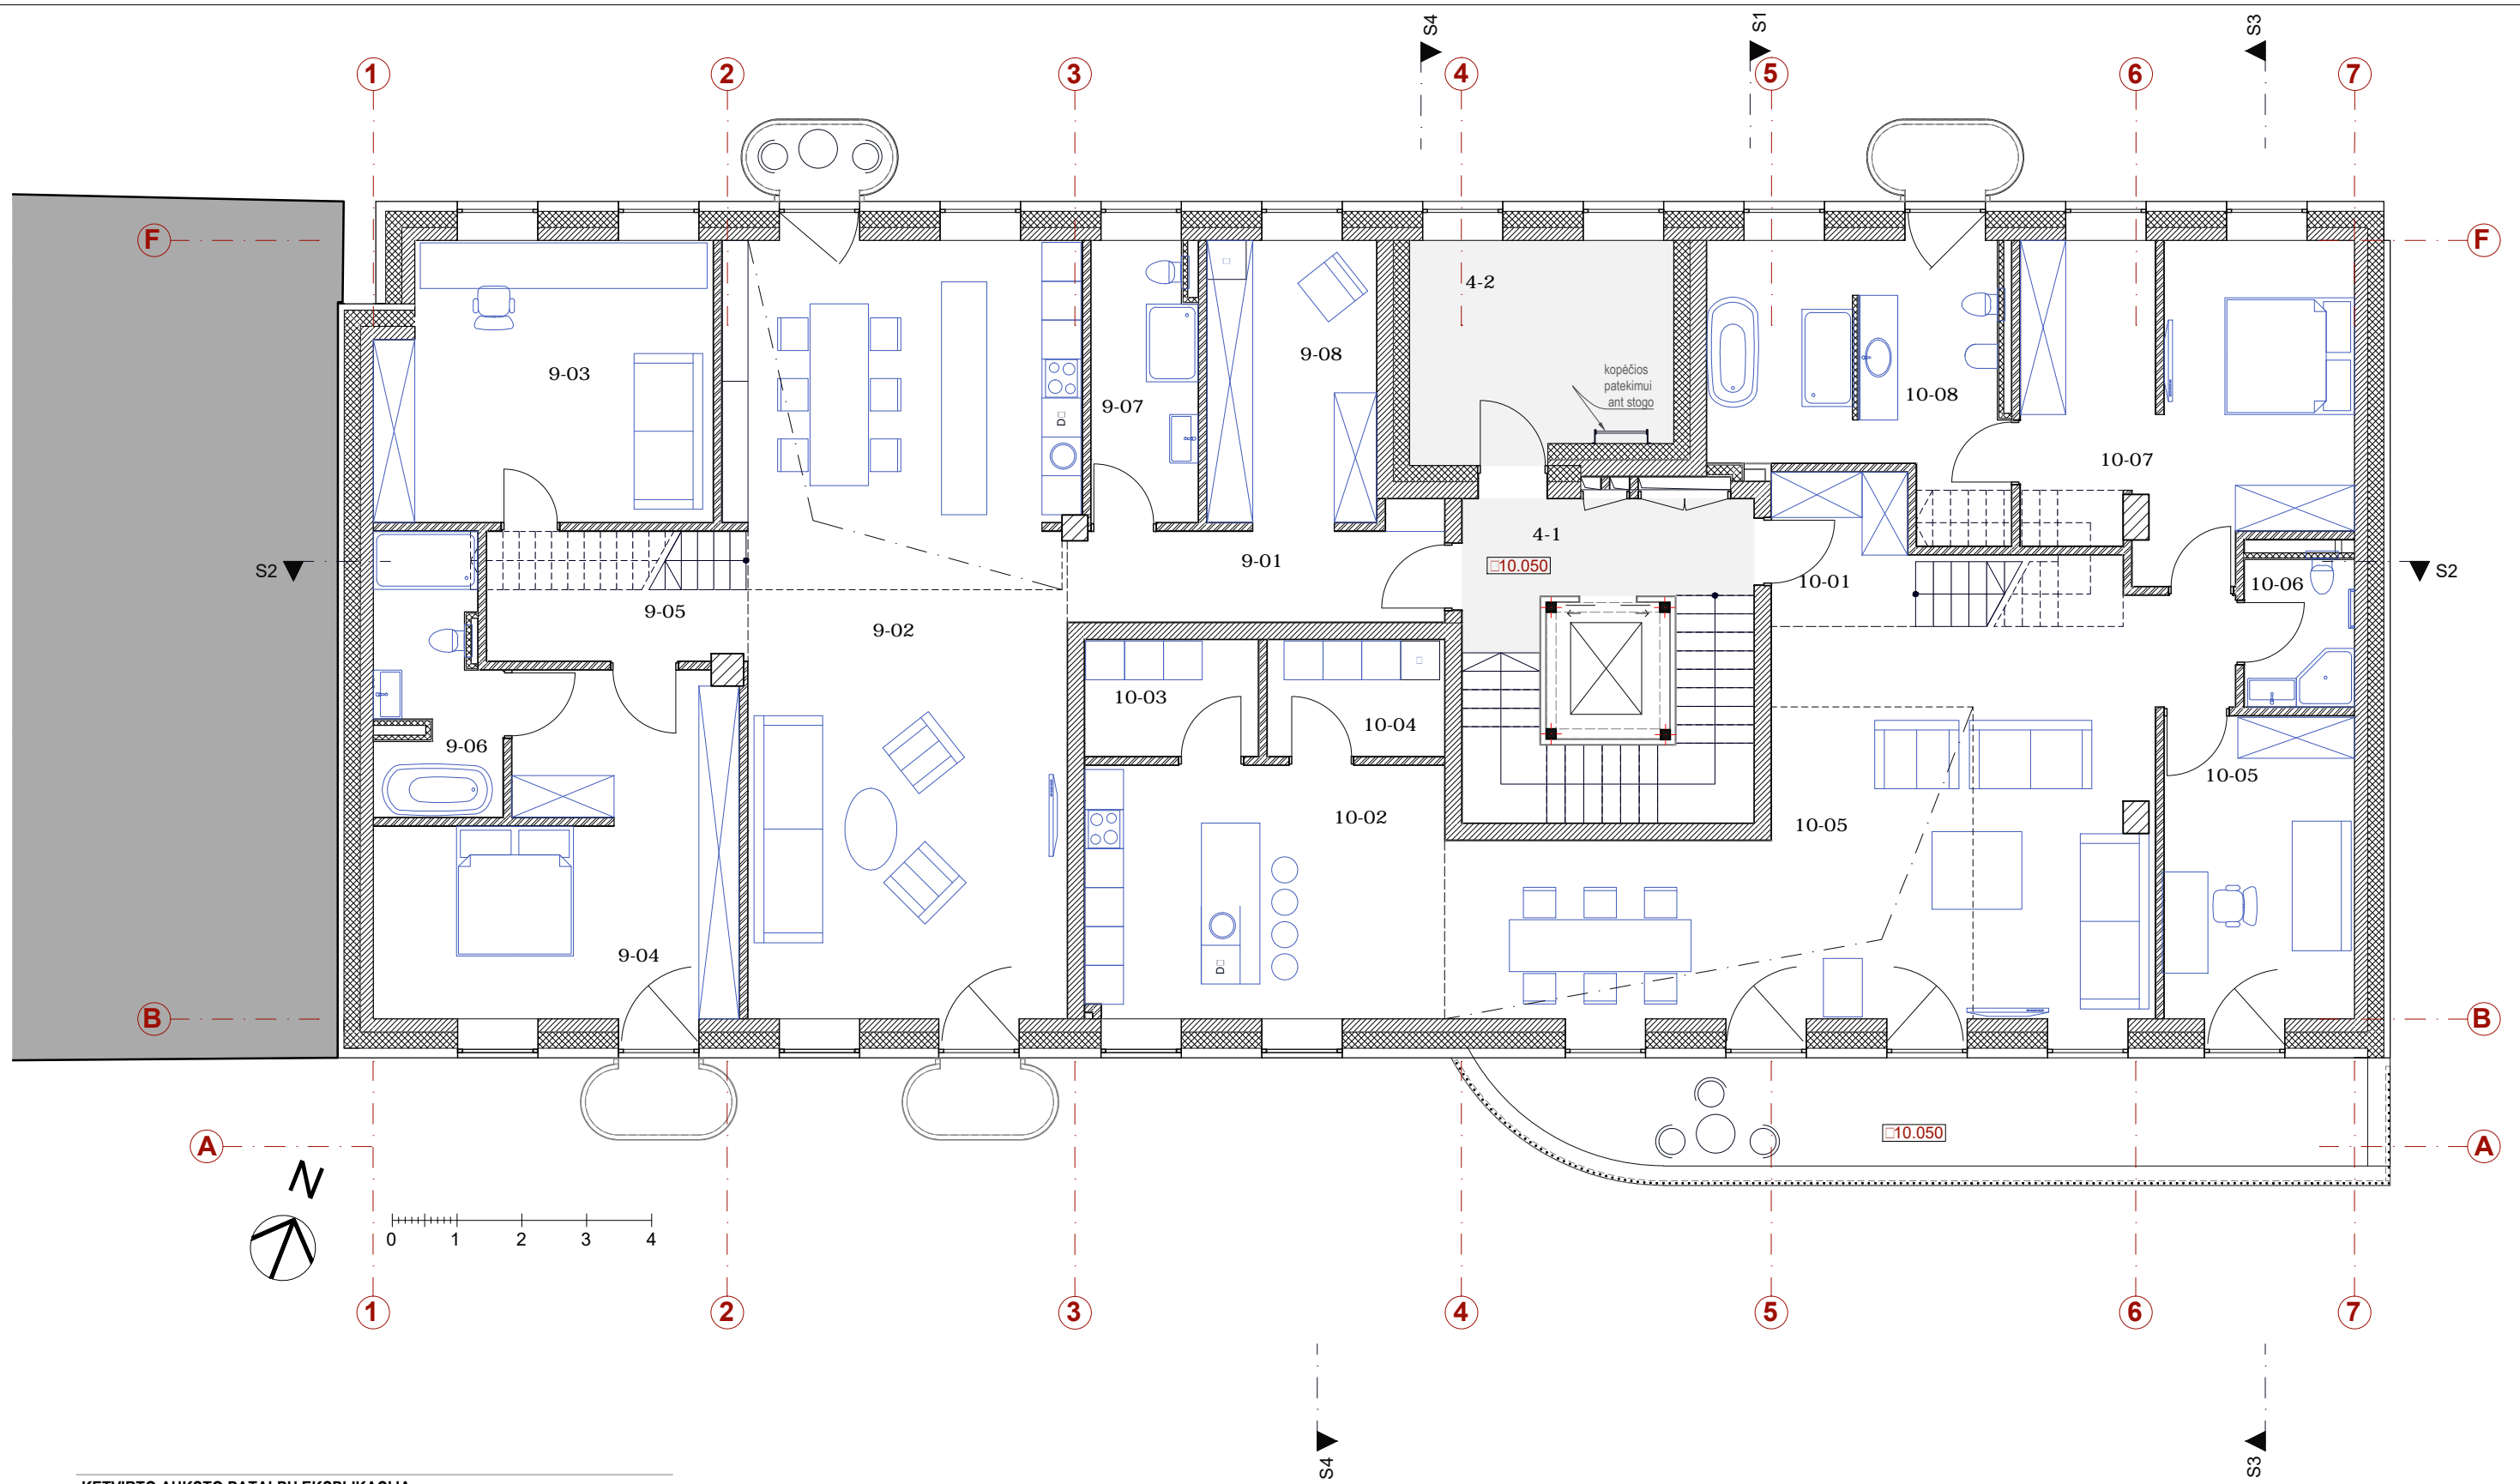 S4
S1
S3
1
2
3
4
5
6
7
F
F
4-2
9-03
9-08
kopėčios
patekimui
ant stogo
9-07
10-08
D□
10-07
4-1
□10.050
9-01
S2
S2
10-01
10-06
9-05
9-02
10-03
10-04
9-06
10-05
10-02
10-05
9-04
D□
B
B
A
□10.050
A
N
0 1 2 3 4
1
2
3
4
5
6
7
S4
S3